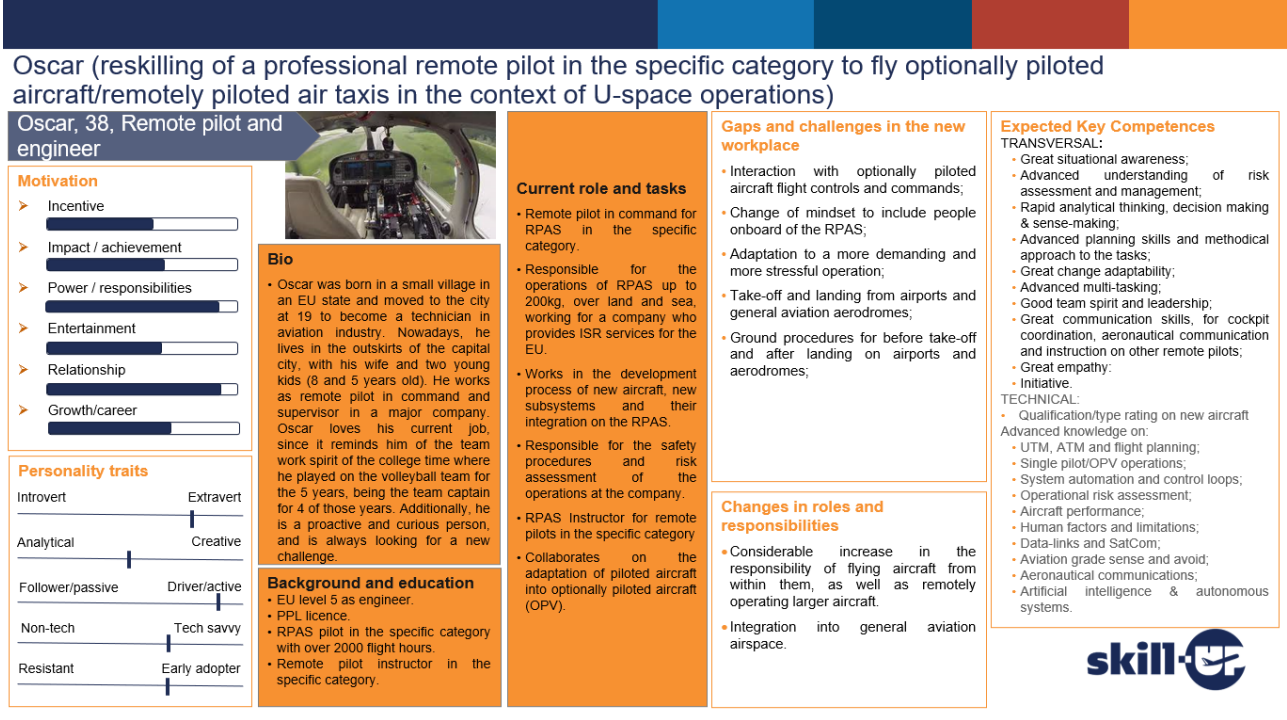 Oscar (reskilling of a professional remote pilot in the specific category to fly optionally piloted
aircraft/remotely piloted air taxis in the context of U-space operations)
Oscar, 38, Remote pilot and
engineer
Motivation
Incentive
Impact / achievement
Power / responsibilities
Entertainment
Relationship
Growth/career
Personality traits
Introvert Extravert
Analytical Creative
Follower/passive Driver/active
Non-tech Tech savvy
Resistant Early adopter
Bio
• Oscar was born in a small village in
an EU state and moved to the city
at 19 to become a technician in
aviation industry. Nowadays, he
lives in the outskirts of the capital
city, with his wife and two young
kids (8 and 5 years old). He works
as remote pilot in command and
supervisor in a major company.
Oscar loves his current job,
since it reminds him of the team
work spirit of the college time where
he played on the volleyball team for
the 5 years, being the team captain
for 4 of those years. Additionally, he
is a proactive and curious person,
and is always looking for a new
challenge.
Background and education
• EU level 5 as engineer.
• PPL licence.
• RPAS pilot in the specific category
with over 2000 flight hours.
• Remote pilot instructor in the
specific category.
Current role and tasks
• Remote pilot in command for
RPAS in the specific
category.
• Responsible for the
operations of RPAS up to
200kg, over land and sea,
working for a company who
provides ISR services for the
EU.
• Works in the development
process of new aircraft, new
subsystems and their
integration on the RPAS.
• Responsible for the safety
procedures and risk
assessment of the
operations at the company.
• RPAS Instructor for remote
pilots in the specific category
• Collaborates on the
adaptation of piloted aircraft
into optionally piloted aircraft
(OPV).
Gaps and challenges in the new
workplace
• Interaction with optionally piloted
aircraft flight controls and commands;
• Change of mindset to include people
onboard of the RPAS;
• Adaptation to a more demanding and
more stressful operation;
• Take-off and landing from airports and
general aviation aerodromes;
• Ground procedures for before take-off
and after landing on airports and
aerodromes;
Changes in roles and
responsibilities
• Considerable increase in the
responsibility of flying aircraft from
within them, as well as remotely
operating larger aircraft.
• Integration into general aviation
airspace.
Expected Key Competences
TRANSVERSAL:
• Great situational awareness;
• Advanced understanding of risk
assessment and management;
• Rapid analytical thinking, decision making
& sense-making;
• Advanced planning skills and methodical
approach to the tasks;
• Great change adaptability;
• Advanced multi-tasking;
• Good team spirit and leadership;
• Great communication skills, for cockpit
coordination, aeronautical communication
and instruction on other remote pilots;
• Great empathy:
• Initiative.
TECHNICAL:
• Qualification/type rating on new aircraft
Advanced knowledge on:
• UTM, ATM and flight planning;
• Single pilot/OPV operations;
• System automation and control loops;
• Operational risk assessment;
• Aircraft performance;
• Human factors and limitations;
• Data-links and SatCom;
• Aviation grade sense and avoid;
• Aeronautical communications;
• Artificial intelligence & autonomous
systems.
skill-UP